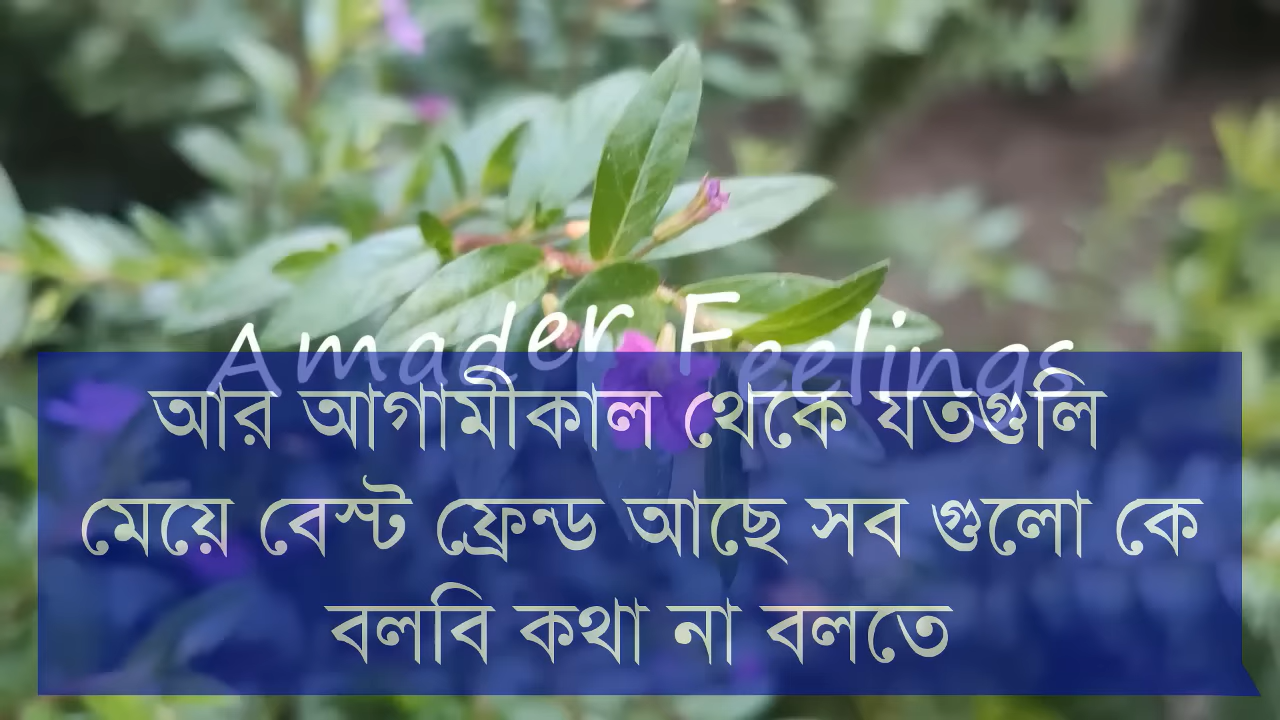 Amader Feelings
আর আগামীকাল থেকে যতগুলি
মেয়ে বেস্ট ফ্রেন্ড আছে সব গুলো কে
বলবি কথা না বলতে